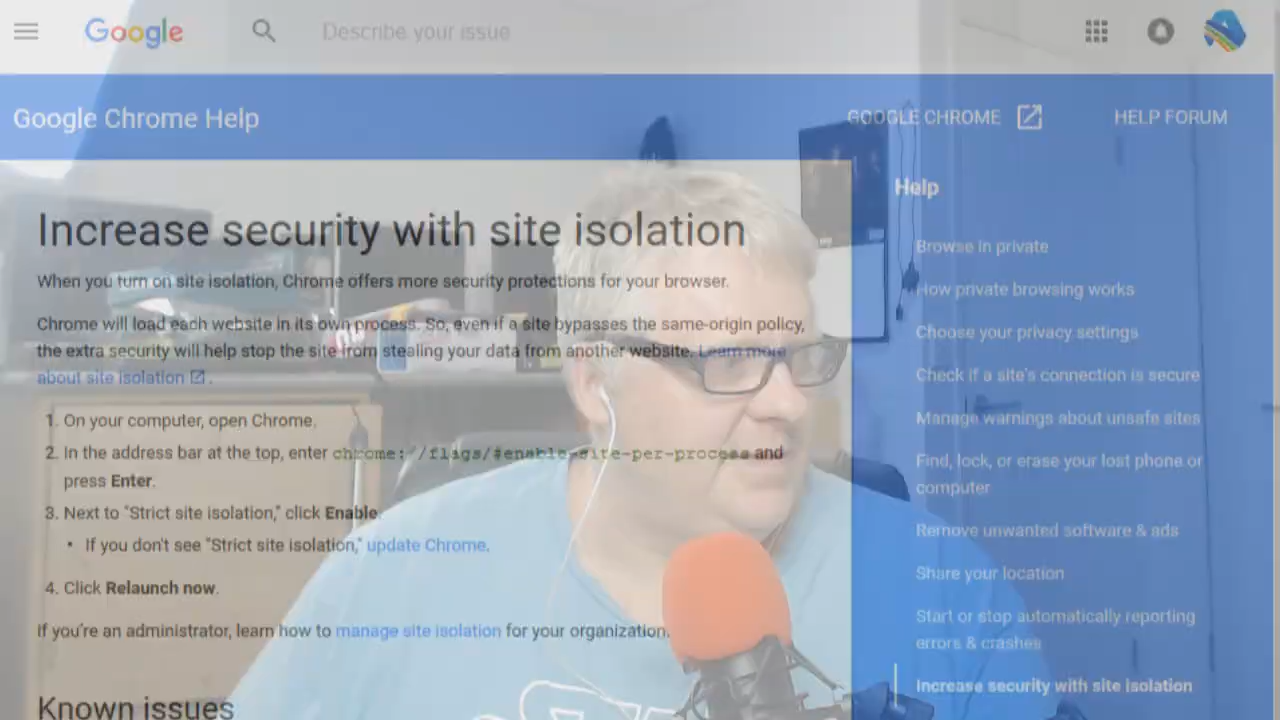 Google
Describe your issue
Google Chrome Help
GOOGLE CHROME
HELP FORUM
Increase security with site isolation
When you turn on site isolation, Chrome offers more security protections for your browser.
Chrome will load each website in its own process. So, even if a site bypasses the same-origin policy,
the extra security will help stop the site from stealing your data from another website. Learn more
about site isolation.
1. On your computer, open Chrome.
2. In the address bar at the top, enter chrome://flags/#enable-site-per-process and
press Enter.
3. Next to "Strict site isolation," click Enable.
• If you don't see "Strict site isolation," update Chrome.
4. Click Relaunch now.
If you're an administrator, learn how to manage site isolation for your organization.
Known issues
Help
Browse in private
How private browsing works
Choose your privacy settings
Check if a site's connection is secure
Manage warnings about unsafe sites
Find, lock, or erase your lost phone or
computer
Remove unwanted software & ads
Share your location
Start or stop automatically reporting
errors & crashes
Increase security with site isolation